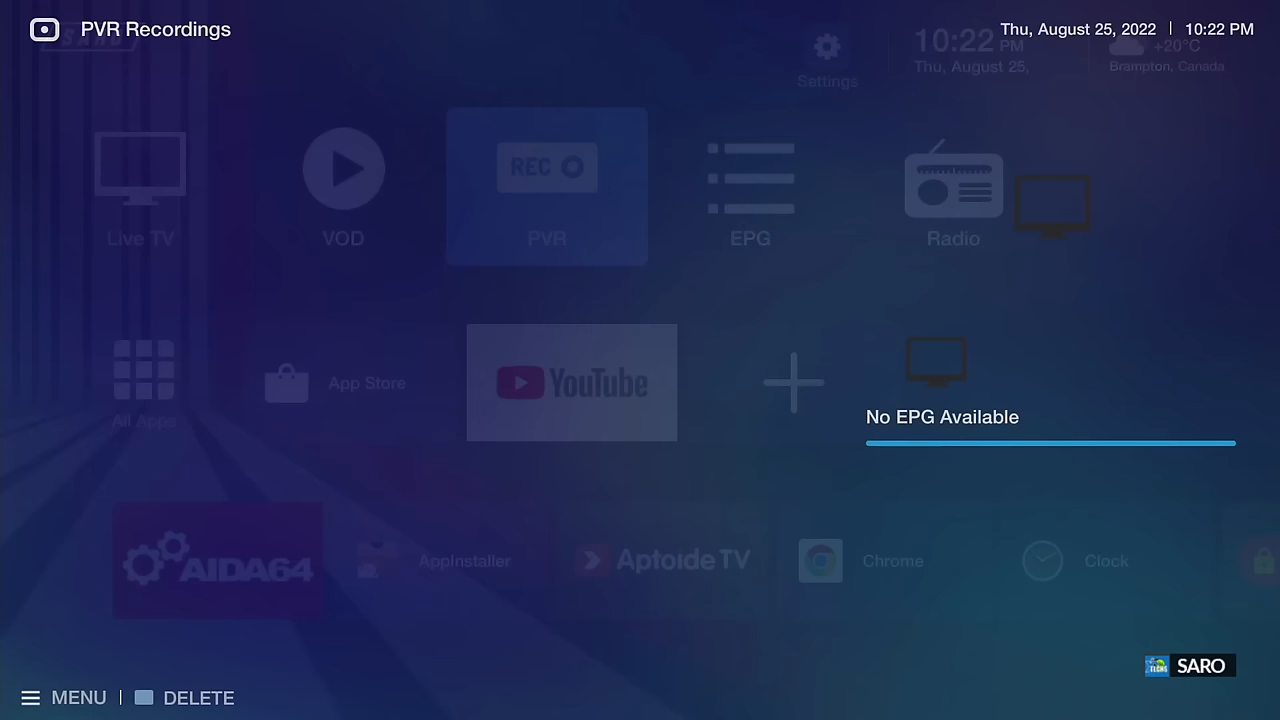 PVR Recordings
Thu, August 25, 2022 | 10:22 PM
SARO
10:22 PM
Thu, August 25,
+20°C
Brampton, Canada
Settings
Live TV
VOD
REC
PVR
EPG
Radio
All Apps
App Store
YouTube
No EPG Available
AIDA64
AppInstaller
Aptoide TV
Chrome
Clock
TECHS SARO
MENU | DELETE